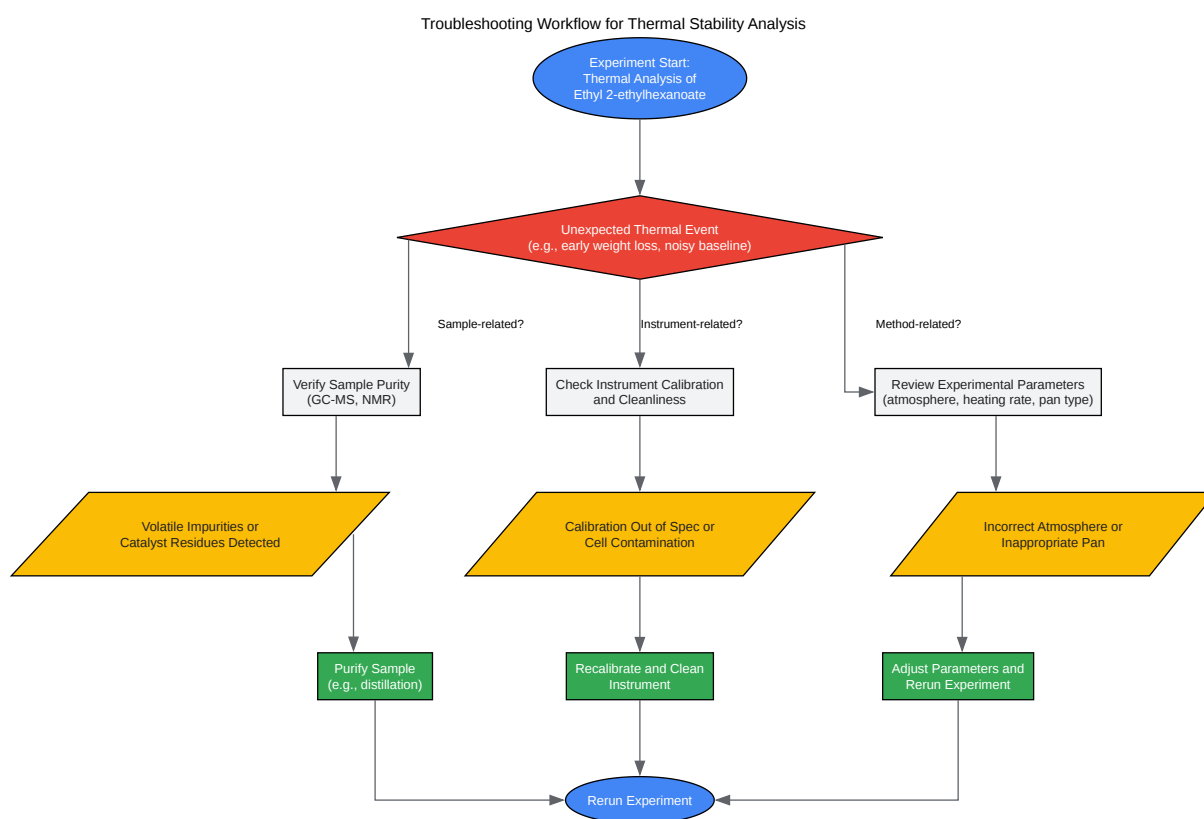 Troubleshooting Workflow for Thermal Stability Analysis
Experiment Start:
Thermal Analysis of
Ethyl 2-ethylhexanoate
Unexpected Thermal Event
(e.g., early weight loss, noisy baseline)
Sample-related?
Instrument-related?
Method-related?
Verify Sample Purity
(GC-MS, NMR)
Check Instrument Calibration
and Cleanliness
Review Experimental Parameters
(atmosphere, heating rate, pan type)
Volatile Impurities or
Catalyst Residues Detected
Calibration Out of Spec or
Cell Contamination
Incorrect Atmosphere or
Inappropriate Pan
Purify Sample
(e.g., distillation)
Recalibrate and Clean
Instrument
Adjust Parameters and
Rerun Experiment
Rerun Experiment